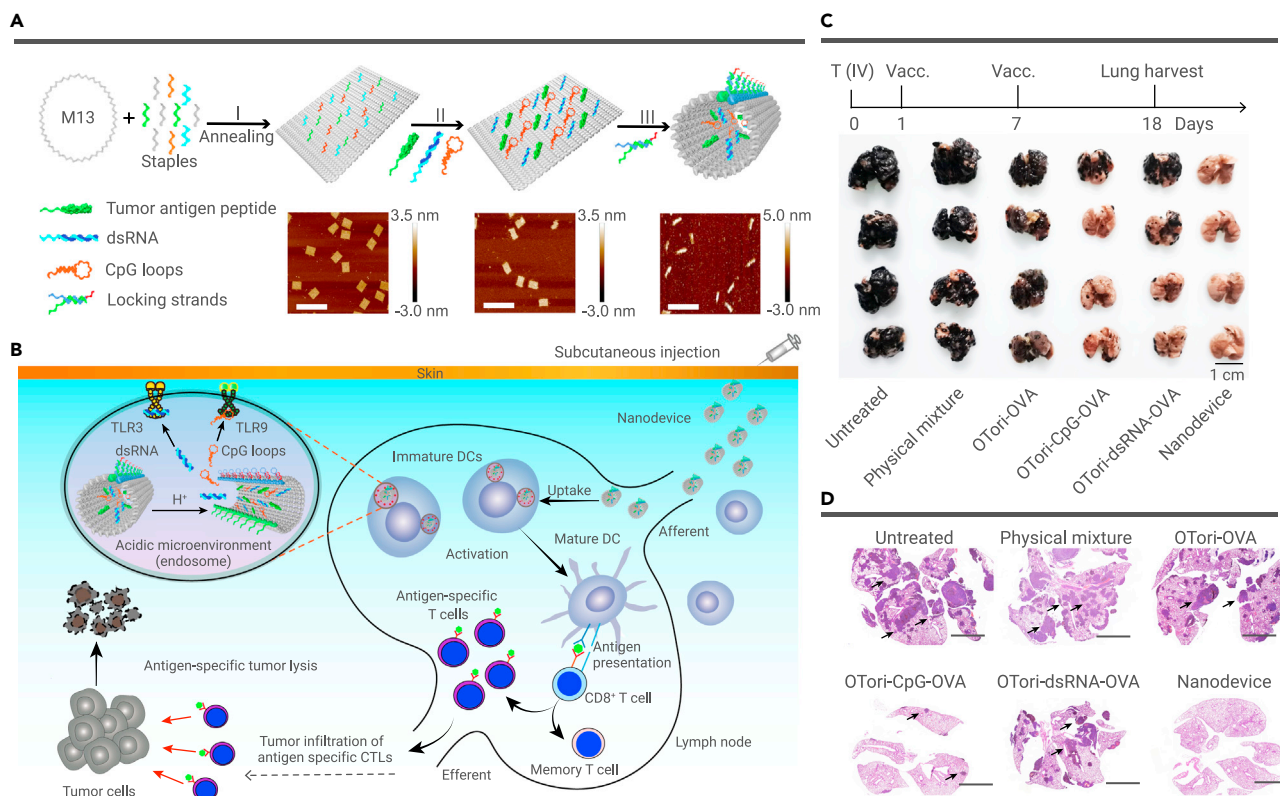 A
M13
+
Staples
I
Annealing
II
III
Tumor antigen peptide
dsRNA
CpG loops
Locking strands
3.5 nm
-3.0 nm
3.5 nm
-3.0 nm
5.0 nm
-3.0 nm
B
Subcutaneous injection
Skin
TLR3
TLR9
dsRNA
CpG loops
H⁺
Acidic microenvironment
(endosome)
Nanodevice
Immature DCs
Uptake
Afferent
Activation
Mature DC
Antigen-specific
T cells
Antigen
presentation
CD8⁺ T cell
Antigen-specific tumor lysis
Tumor infiltration of
antigen specific CTLs
Lymph node
Efferent
Memory T cell
Tumor cells
C
T (IV)
Vacc.
Vacc.
Lung harvest
0
1
7
18
Days
1 cm
Untreated
Physical mixture
OTori-OVA
OTori-CpG-OVA
OTori-dsRNA-OVA
Nanodevice
D
Untreated
Physical mixture
OTori-OVA
OTori-CpG-OVA
OTori-dsRNA-OVA
Nanodevice